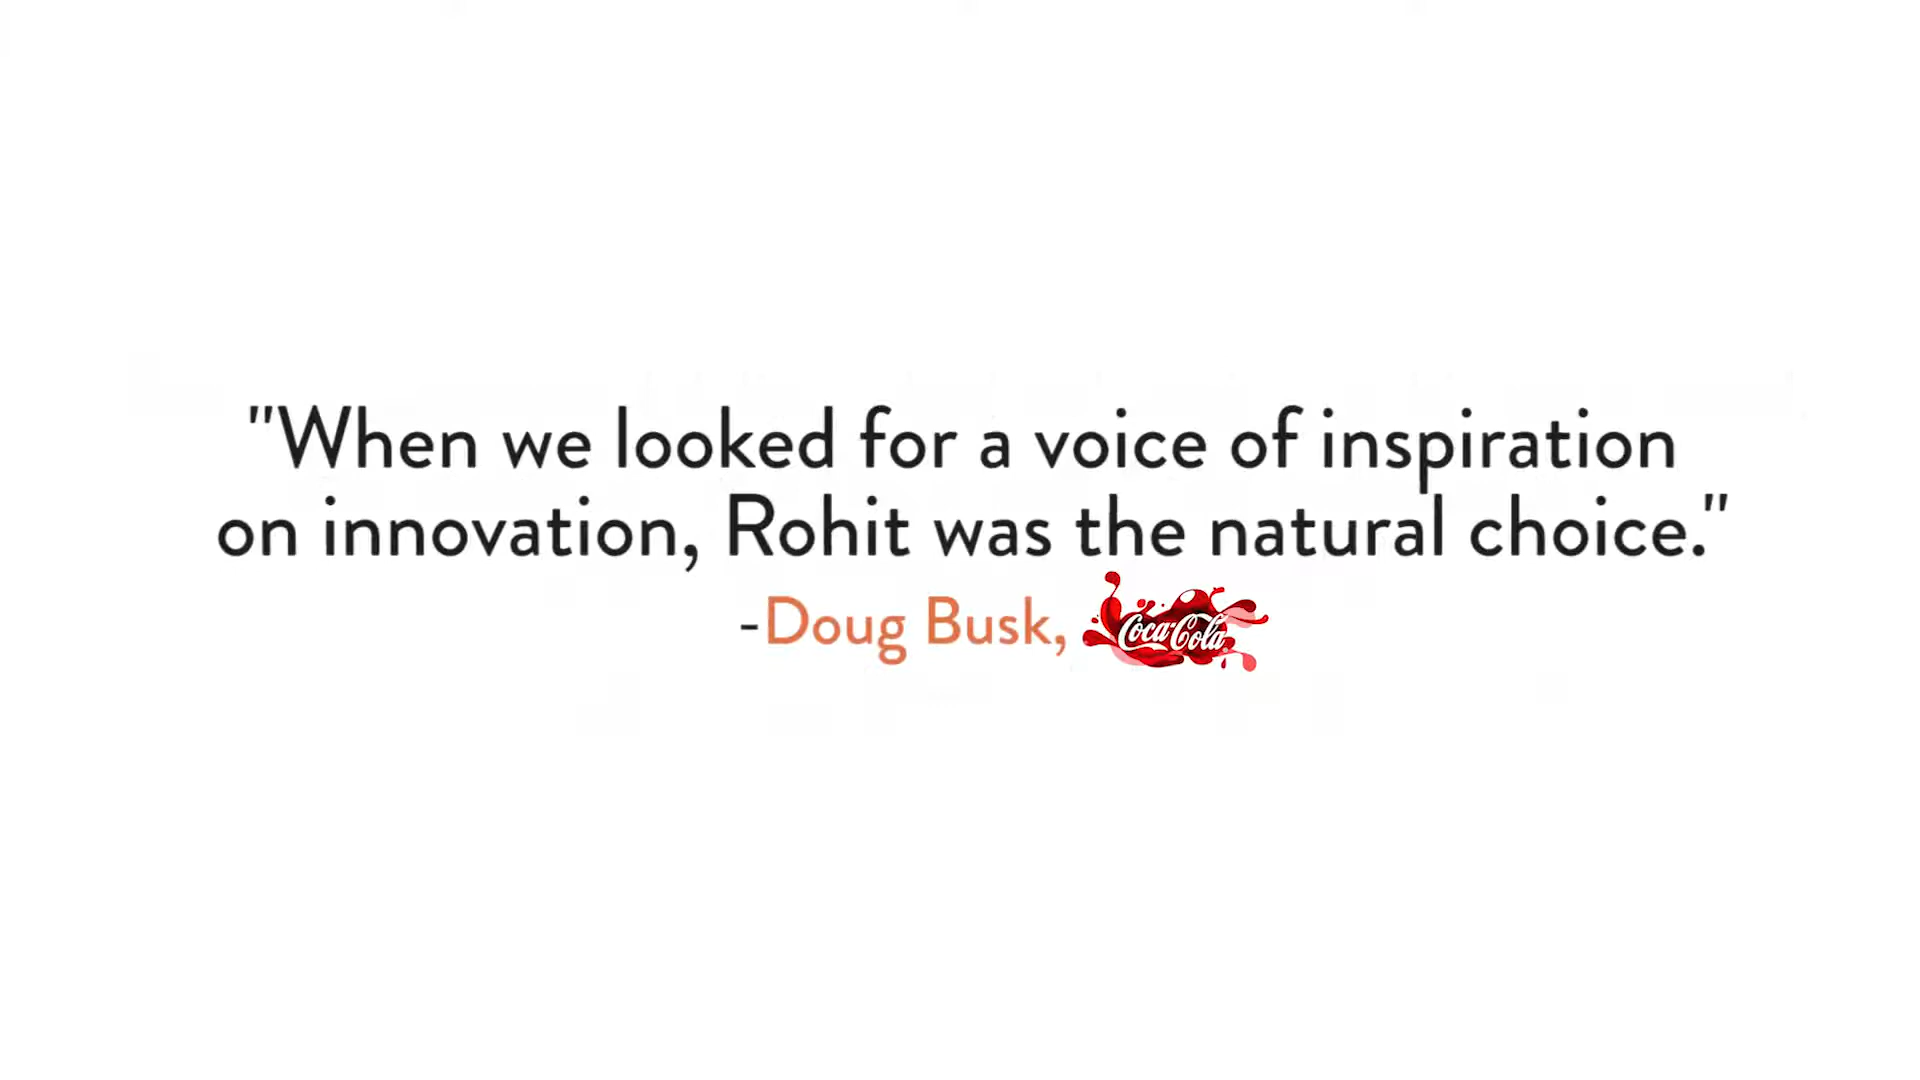 "When we looked for a voice of inspiration
on innovation, Rohit was the natural choice."
-Doug Busk, Coca-Cola